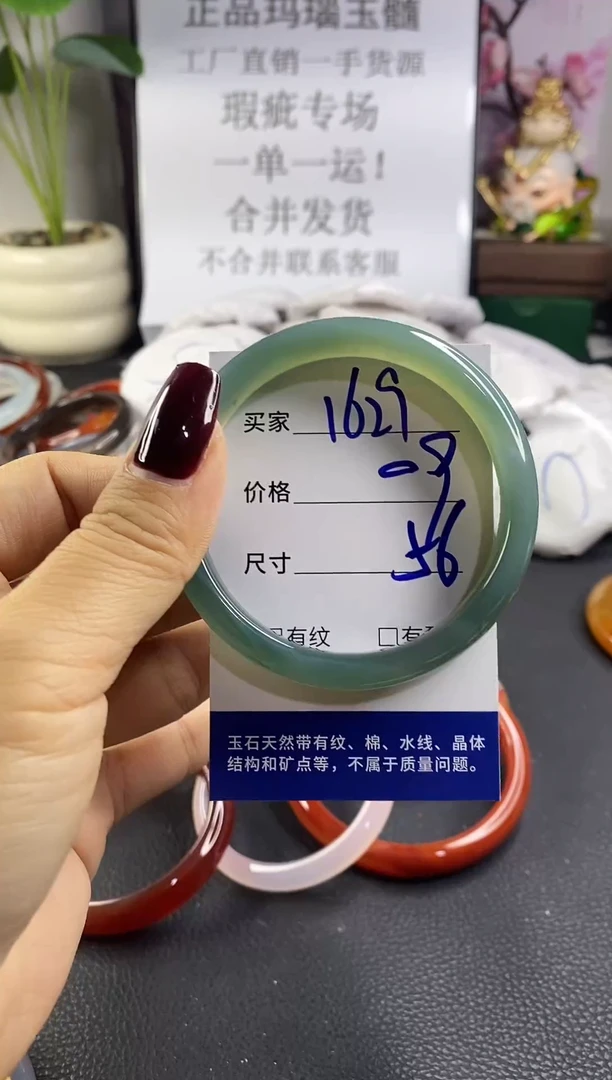 正品玛瑙玉髓
工厂直销一手货源
瑕疵专场
一单一运!
合并发货
不合并联系客服
买家 1629
价格
尺寸 56
有纹 □有
玉石天然带有纹、棉、水线、晶体
结构和矿点等，不属于质量问题。